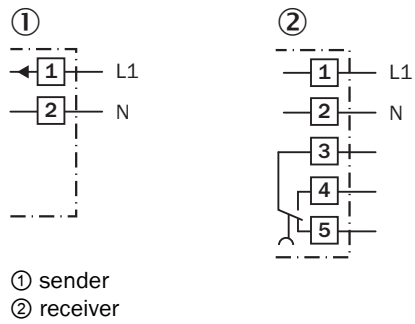 ① ②
1 L1 1 L1
2 N 2 N
3
4
5
① sender
② receiver